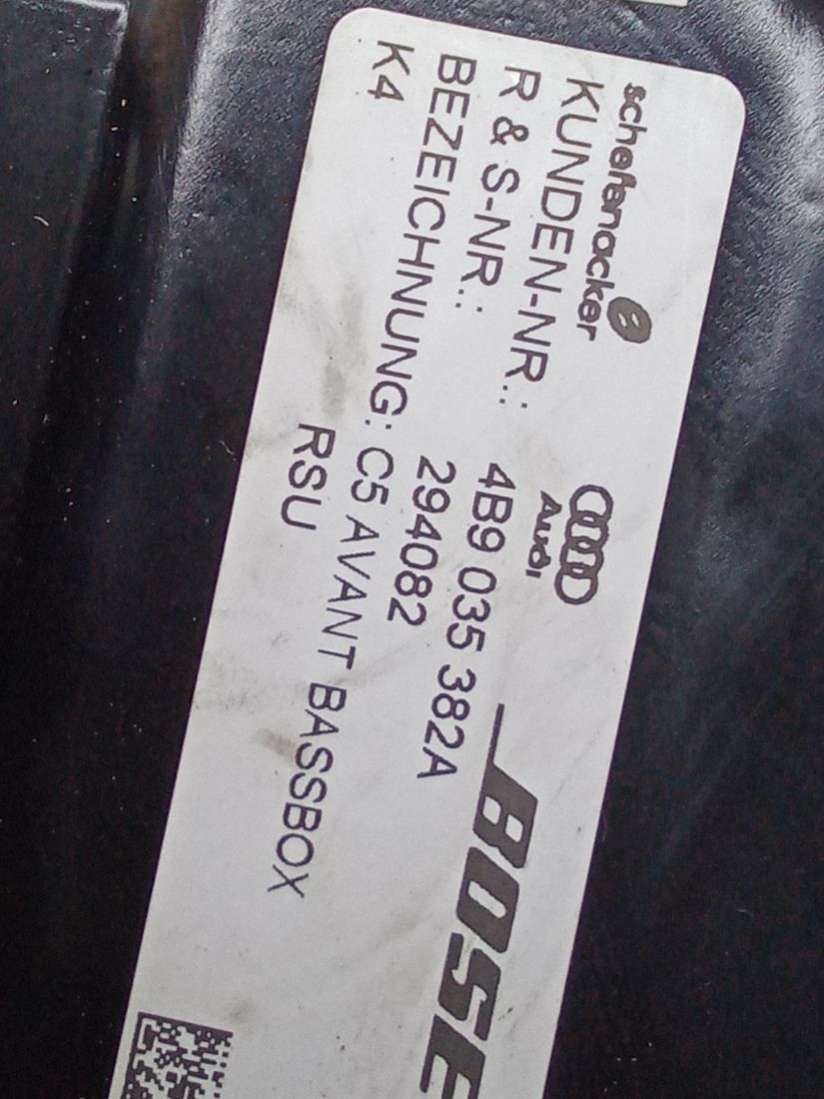 schefenacker
Audi
BOSE
KUNDEN-NR.: 4B9 035 382A
R & S-NR.: 294082
BEZEICHNUNG: C5 AVANT BASSBOX
K4 RSU